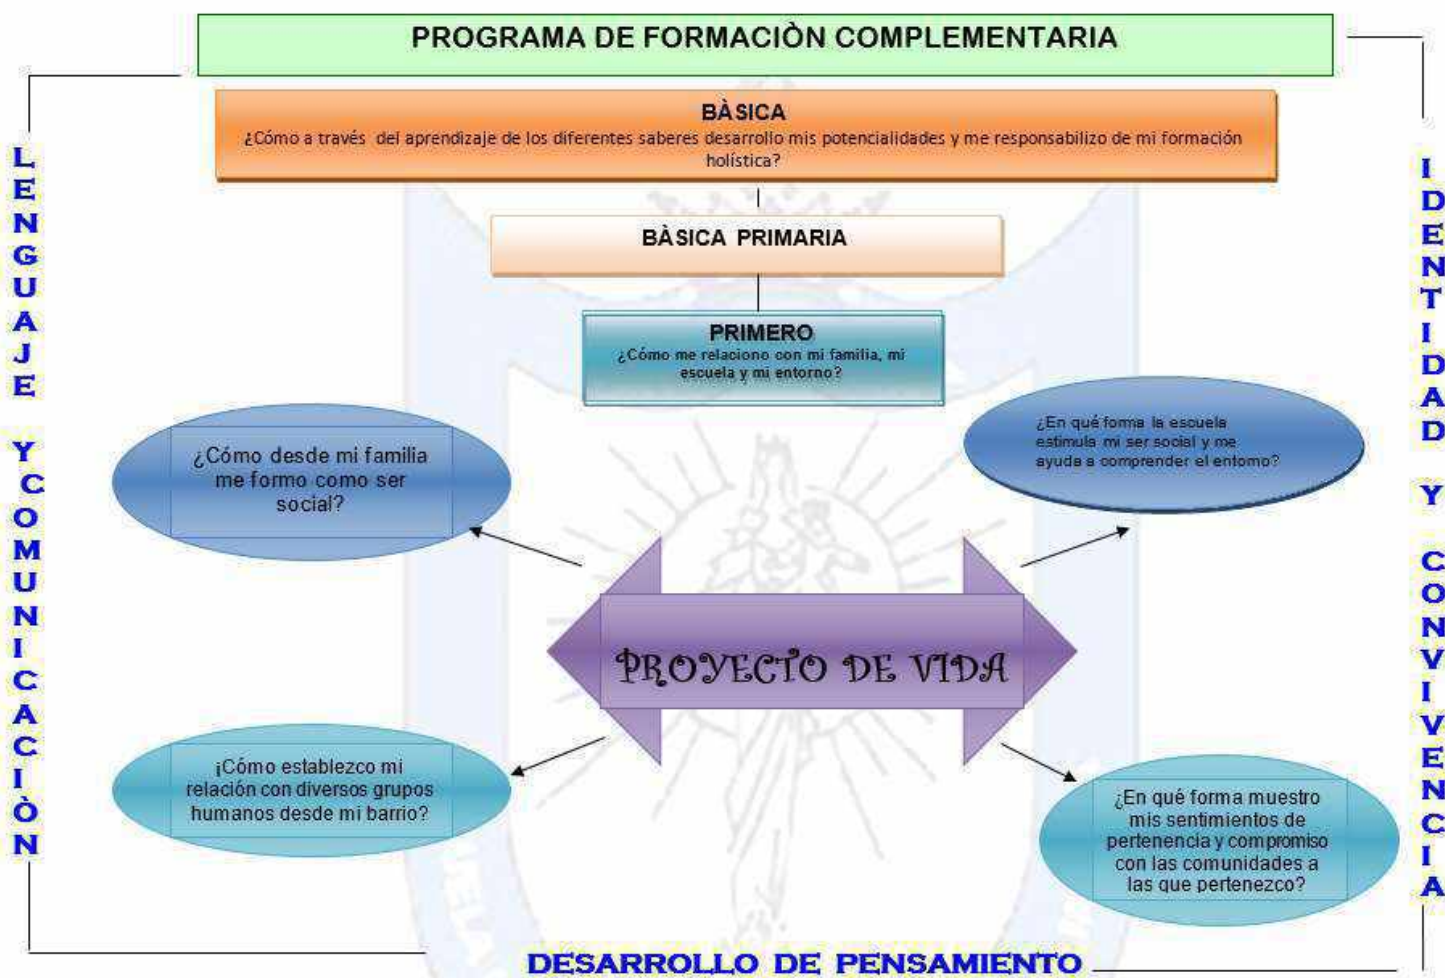 PROGRAMA DE FORMACIÒN COMPLEMENTARIA
BÀSICA
¿Cómo a través del aprendizaje de los diferentes saberes desarrollo mis potencialidades y me responsabilizo de mi formación
holística?
BÀSICA PRIMARIA
PRIMERO
¿Cómo me relaciono con mi familia, mi
escuela y mi entorno?
LENGUAJE Y COMUNICACIÒN
¿Cómo desde mi familia
me formo como ser
social?
¿En qué forma la escuela
estimula mi ser social y me
ayuda a comprender el entorno?
IDENTIDAD Y CONVIVENCIA
PROYECTO DE VIDA
¡Cómo establezco mi
relación con diversos grupos
humanos desde mi barrio?
¿En qué forma muestro
mis sentimientos de
pertenencia y compromiso
con las comunidades a
las que pertenezco?
DESARROLLO DE PENSAMIENTO